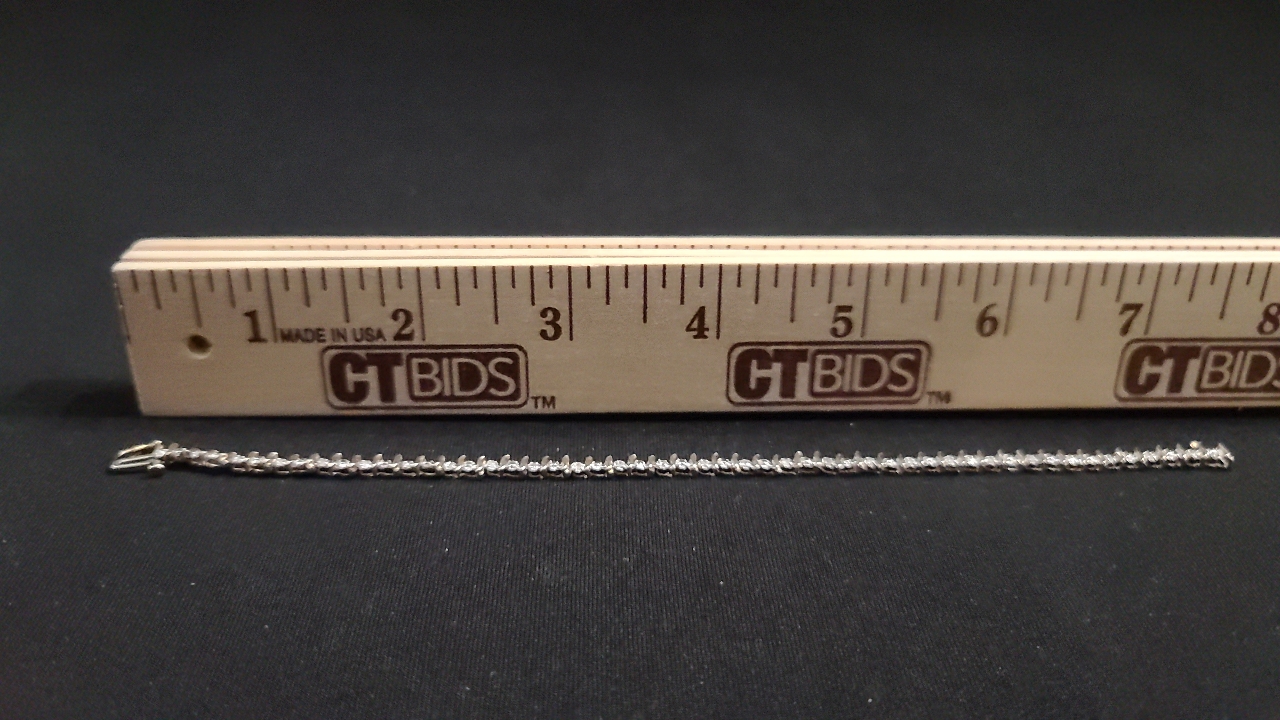 1 MADE IN USA 2 3 4 5 6 7 8
CTBIDS™ CTBIDS™ CTBIDS